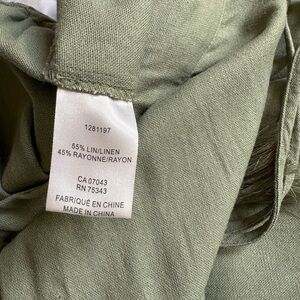 1281197
55% LIN/LINEN
45% RAYONNE/RAYON
CA 07043
RN 75343
FABRIQUÉ EN CHINE
MADE IN CHINA